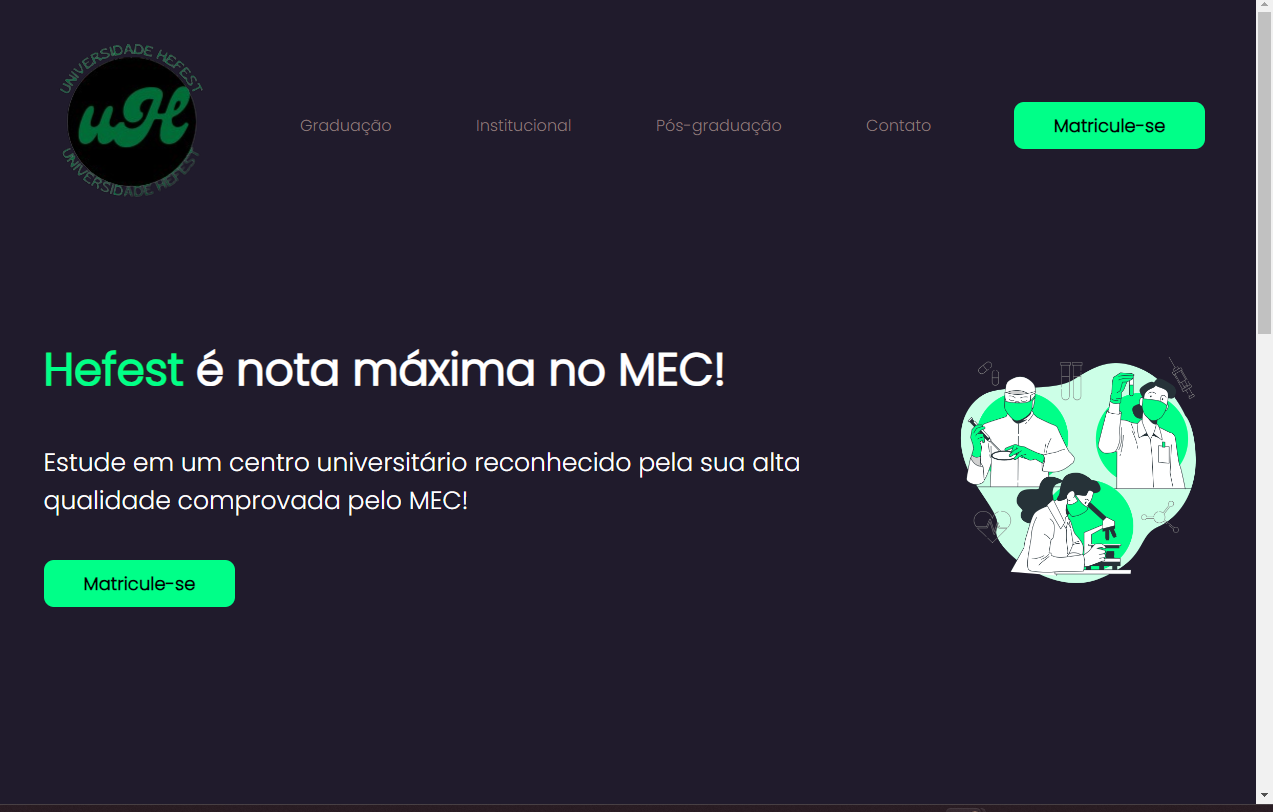 UNIVERSIDADE HEFEST
uH
UNIVERSIDADE HEFEST
Graduação
Institucional
Pós-graduação
Contato
Matricule-se
Hefest é nota máxima no MEC!
Estude em um centro universitário reconhecido pela sua alta
qualidade comprovada pelo MEC!
Matricule-se